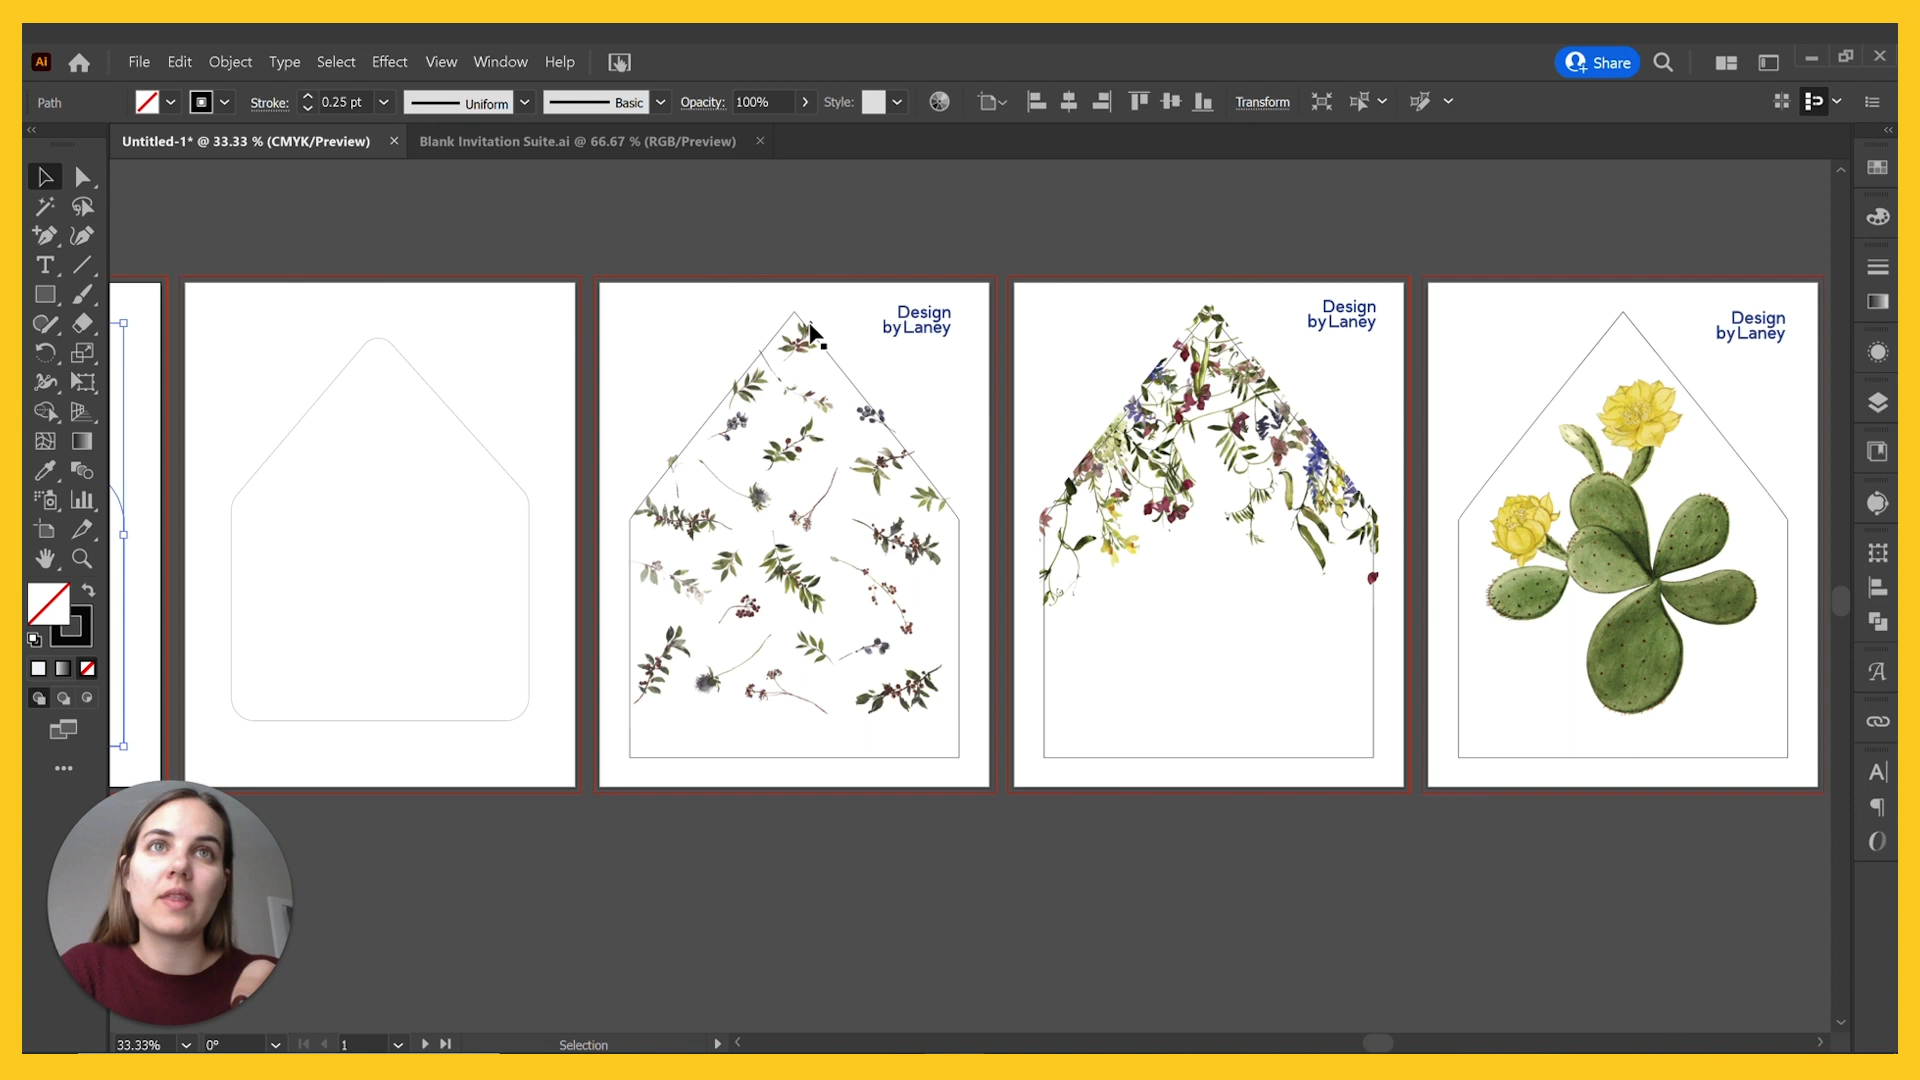 Ai
File Edit Object Type Select Effect View Window Help
Share
Path
Stroke: 0.25 pt
Uniform
Basic
Opacity: 100%
Style:
Transform
Untitled-1* @ 33.33 % (CMYK/Preview)
Blank Invitation Suite.ai @ 66.67 % (RGB/Preview)
Design
by Laney
Design
by Laney
Design
by Laney
33.33%
0°
1
Selection